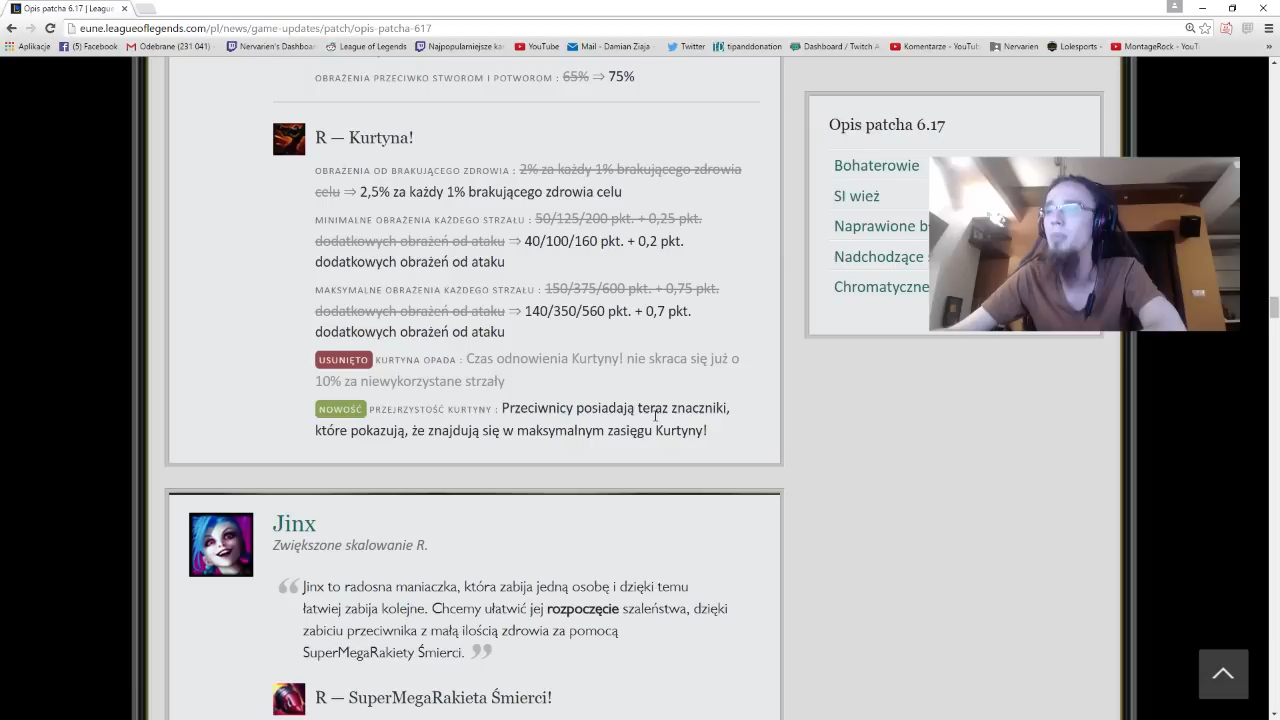 Opis patcha 6.17 | League
eune.leagueoflegends.com/pl/news/game-updates/patch/opis-patcha-617
Aplikacje
(5) Facebook
Odebrane (231 041)
Nervarien's Dashboa
League of Legends
Najpopularniejsze ka
YouTube
Mail - Damian Ziaja
Twitter
tipanddonation
Dashboard / Twitch
Komentarze - YouTub
Nervarien
Lolesports
MontageRock - YouT
OBRAŻENIA PRZECIWKO STWOROM I POTWOROM : 65% ⇒ 75%
R — Kurtyna!
OBRAŻENIA OD BRAKUJĄCEGO ZDROWIA : 2% za każdy 1% brakującego zdrowia
celu ⇒ 2,5% za każdy 1% brakującego zdrowia celu
MINIMALNE OBRAŻENIA KAŻDEGO STRZAŁU : 50/125/200 pkt. + 0,25 pkt.
dodatkowych obrażeń od ataku ⇒ 40/100/160 pkt. + 0,2 pkt.
dodatkowych obrażeń od ataku
MAKSYMALNE OBRAŻENIA KAŻDEGO STRZAŁU : 150/375/600 pkt. + 0,75 pkt.
dodatkowych obrażeń od ataku ⇒ 140/350/560 pkt. + 0,7 pkt.
dodatkowych obrażeń od ataku
USUNIĘTO KURTYNA OPADA : Czas odnowienia Kurtyny! nie skraca się już o
10% za niewykorzystane strzały
NOWOŚĆ PRZEJRZYSTOŚĆ KURTYNY : Przeciwnicy posiadają teraz znaczniki,
które pokazują, że znajdują się w maksymalnym zasięgu Kurtyny!
Jinx
Zwiększone skalowanie R.
Jinx to radosna maniaczka, która zabija jedną osobę i dzięki temu
łatwiej zabija kolejne. Chcemy ułatwić jej rozpoczęcie szaleństwa, dzięki
zabiciu przeciwnika z małą ilością zdrowia za pomocą
SuperMegaRakiety Śmierci.
R — SuperMegaRakieta Śmierci!
Opis patcha 6.17
Bohaterowie
SI wież
Naprawione b
Nadchodzące
Chromatyczne